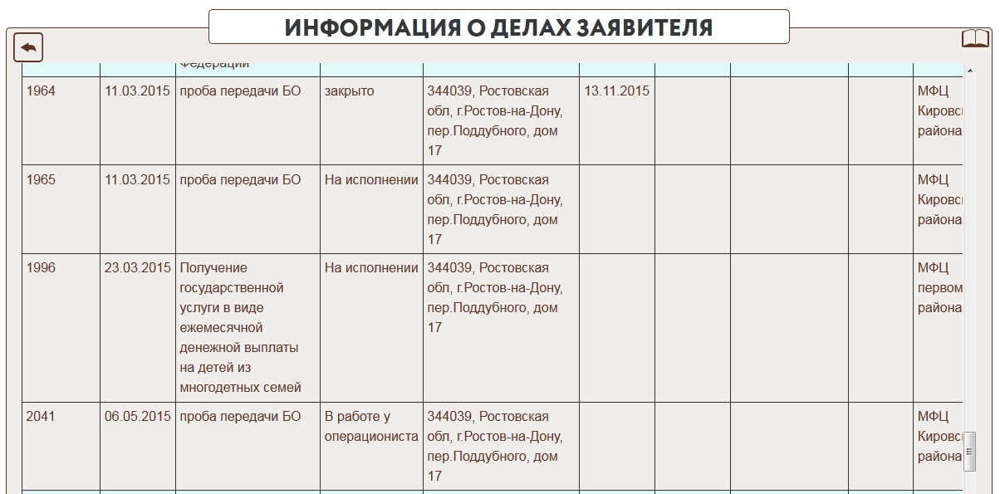 ИНФОРМАЦИЯ О ДЕЛАХ ЗАЯВИТЕЛЯ
Федерации
1964 11.03.2015 проба передачи БО закрыто 344039, Ростовская 13.11.2015 МФЦ
обл, г.Ростов-на-Дону, Кировс
пер.Поддубного, дом района
17
1965 11.03.2015 проба передачи БО На исполнении 344039, Ростовская МФЦ
обл, г.Ростов-на-Дону, Кировс
пер.Поддубного, дом района
17
1996 23.03.2015 Получение На исполнении 344039, Ростовская МФЦ
государственной обл, г.Ростов-на-Дону, первом
услуги в виде пер.Поддубного, дом района
ежемесячной 17
денежной выплаты
на детей из
многодетных семей
2041 06.05.2015 проба передачи БО В работе у 344039, Ростовская МФЦ
операциониста обл, г.Ростов-на-Дону, Кировс
пер.Поддубного, дом района
17